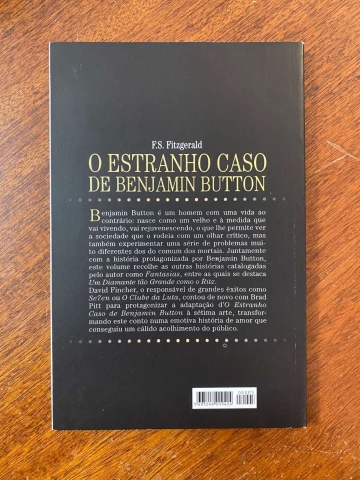 F.S. Fitzgerald
O ESTRANHO CASO
DE BENJAMIN BUTTON
Benjamin Button é um homem com uma vida ao
contrário: nasce como um velho e à medida que
vai vivendo, vai rejuvenescendo, o que lhe permite ver
a sociedade que o rodeia com um olhar crítico, mas
também experimentar uma série de problemas mui-
to diferentes dos do comum dos mortais. Juntamente
com a história protagonizada por Benjamin Button,
este volume recolhe as outras histórias catalogadas
pelo autor como Fantasias, entre as quais se destaca
Um Diamante tão Grande como o Ritz.
David Fincher, o responsável de grandes êxitos como
Se7en ou O Clube da Luta, contou de novo com Brad
Pitt para protagonizar a adaptação d'O Estranho
Caso de Benjamin Button à sétima arte, transfor-
mando este conto numa emotiva história de amor que
conseguiu um cálido acolhimento do público.